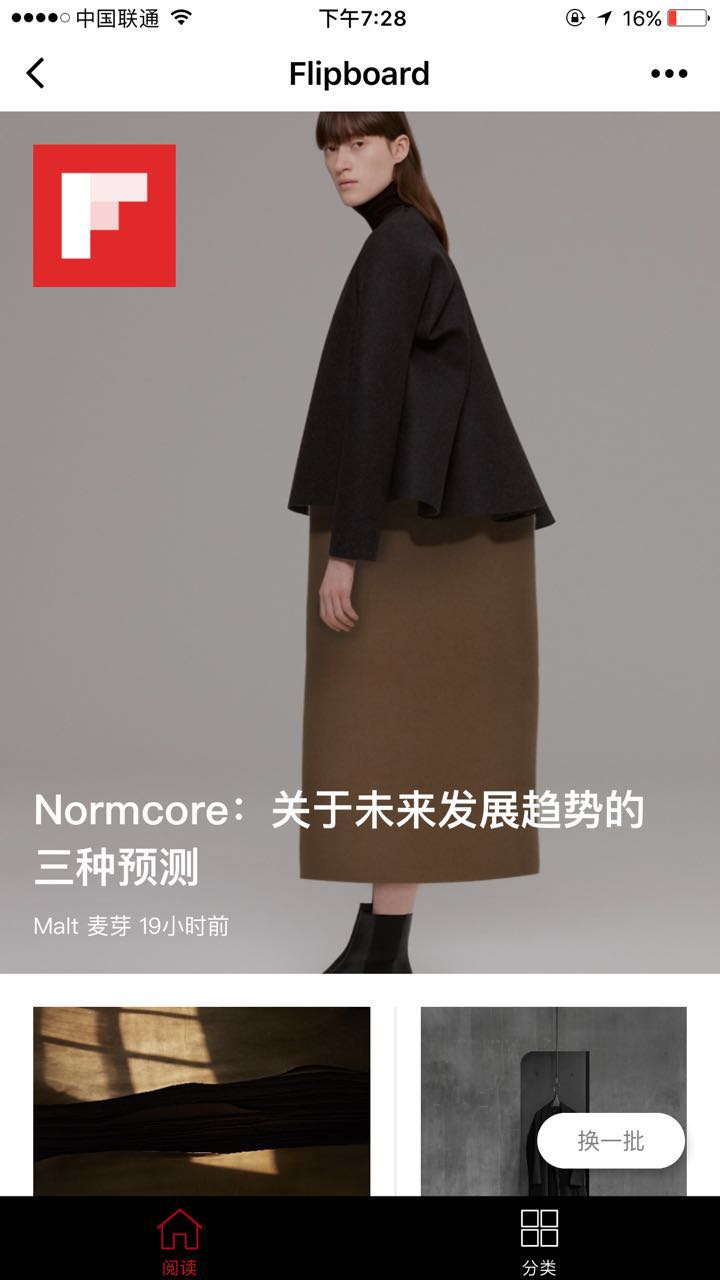 中国联通
下午7:28
16%
Flipboard
Normcore：关于未来发展趋势的
三种预测
Malt 麦芽 19小时前
换一批
阅读
分类